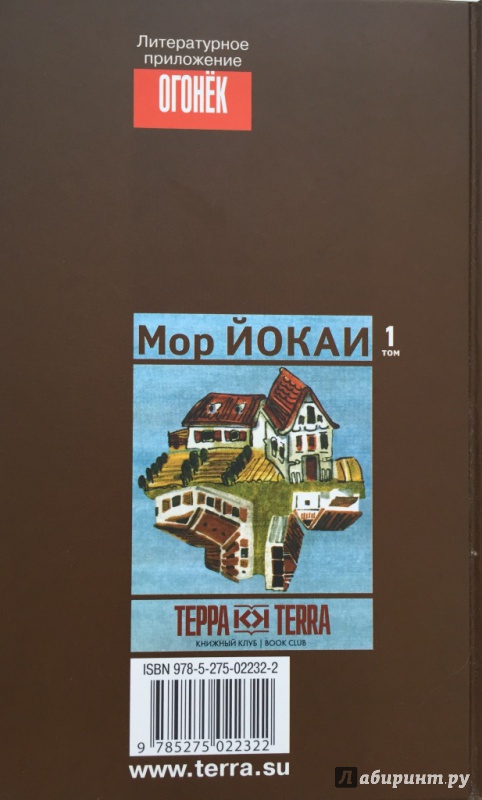 Литературное
приложение
ОГОНЁК
Мор ЙОКАИ
1
ТОМ
ТЕРРА КК TERRA
КНИЖНЫЙ КЛУБ | BOOK CLUB
ISBN 978-5-275-02232-2
9 785275 022322
www.terra.su
Лабиринт.ру